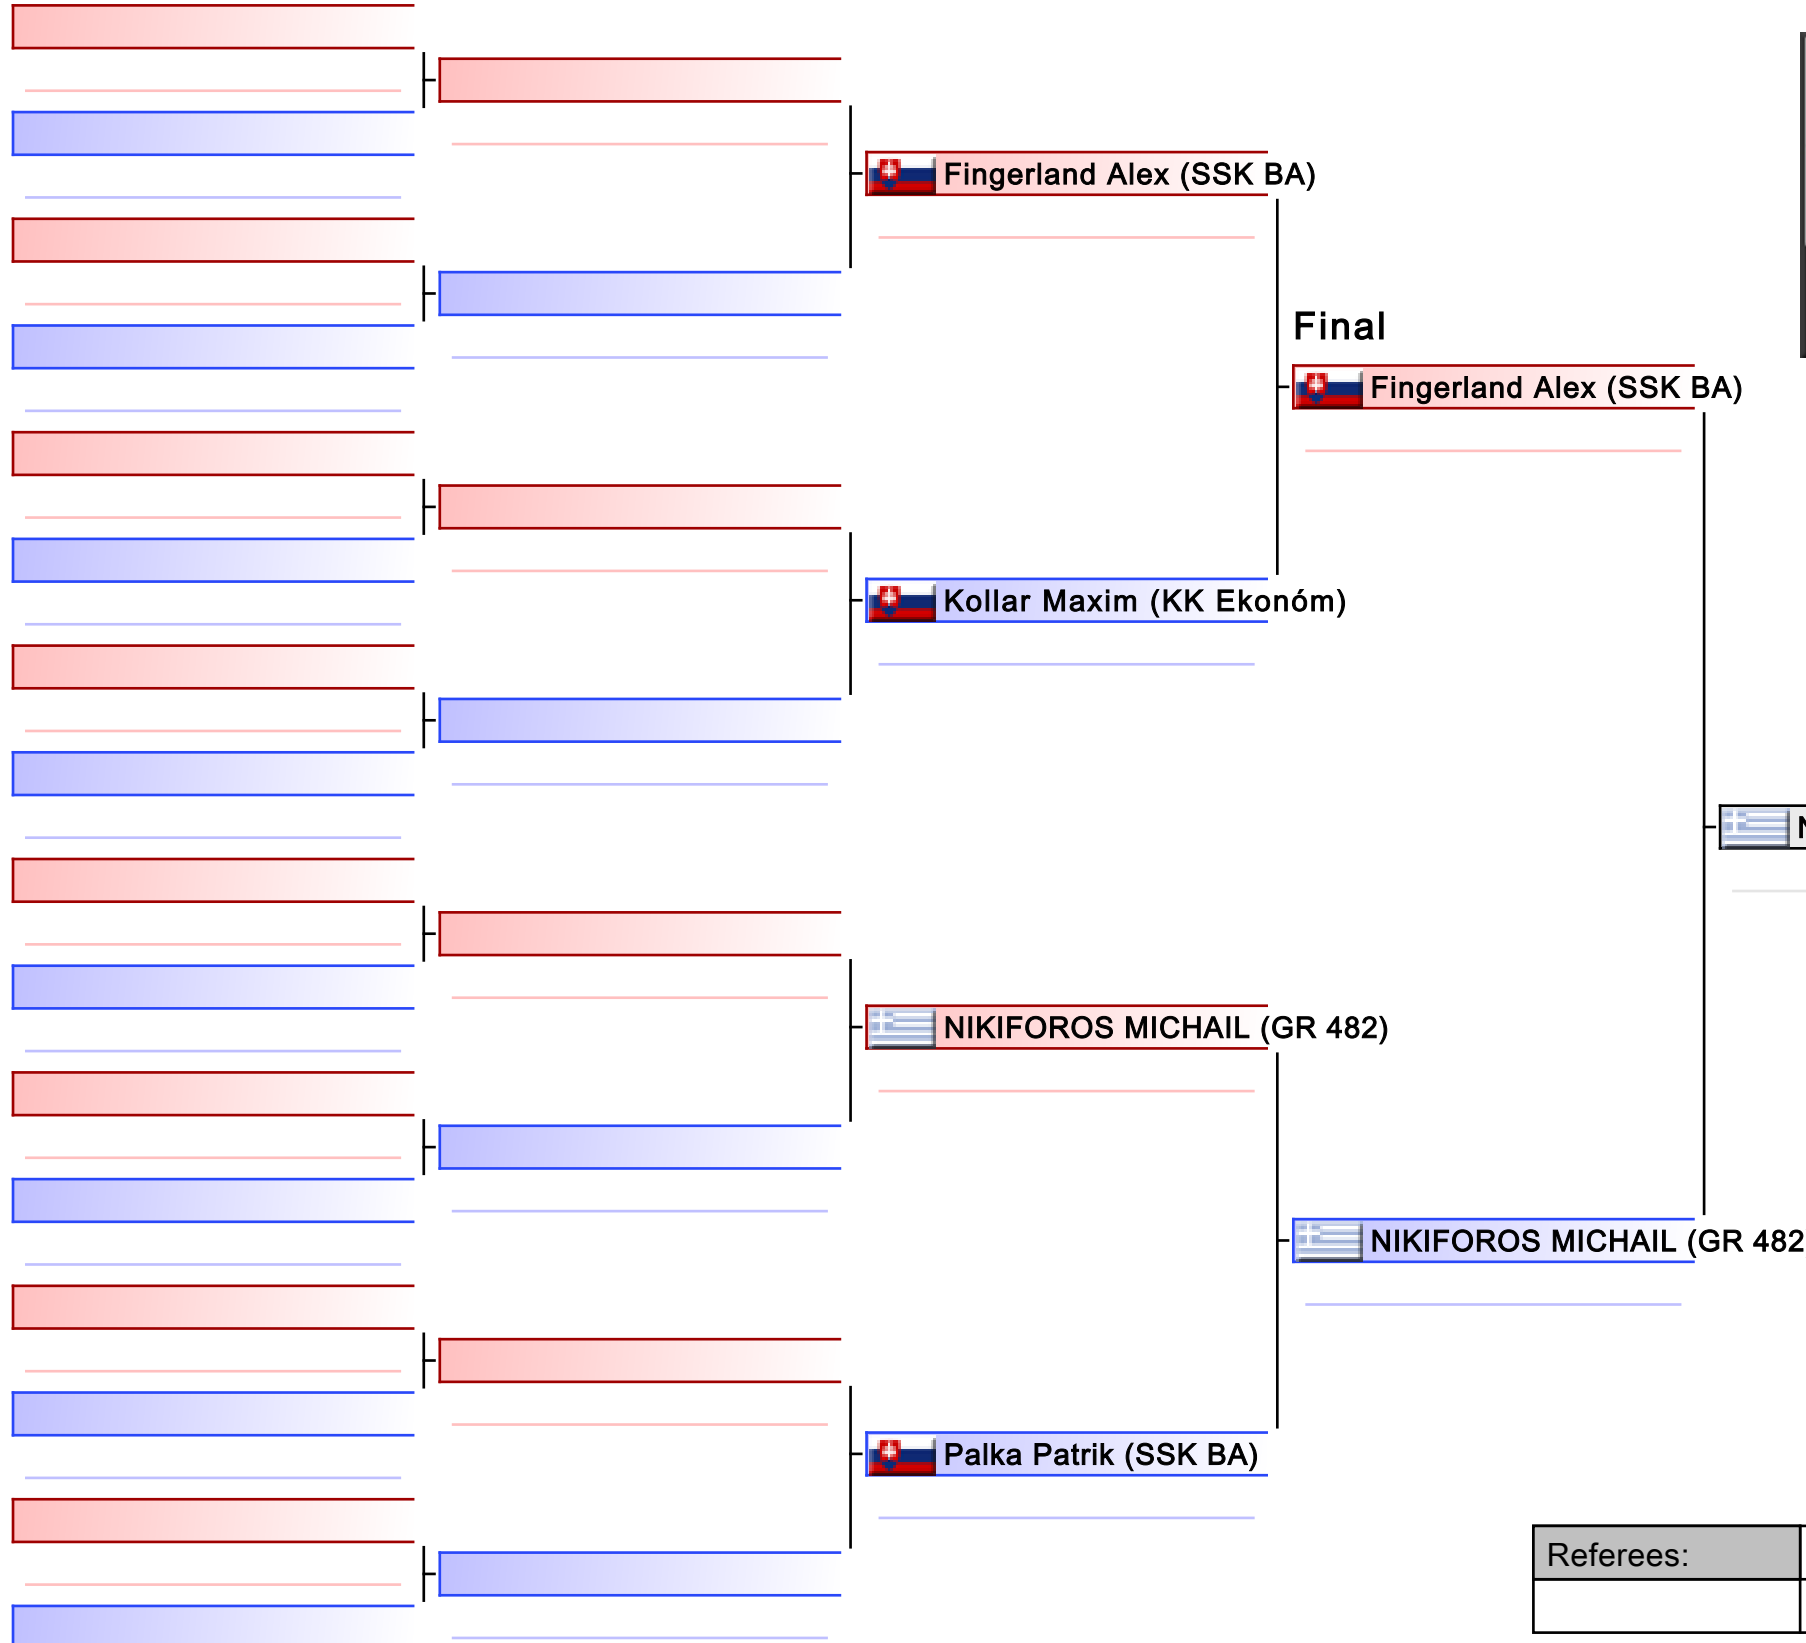 Fingerland Alex (SSK BA)
Final
Fingerland Alex (SSK BA)
Kollar Maxim (KK Ekonóm)
N
NIKIFOROS MICHAIL (GR 482)
NIKIFOROS MICHAIL (GR 482
Palka Patrik (SSK BA)
Referees: